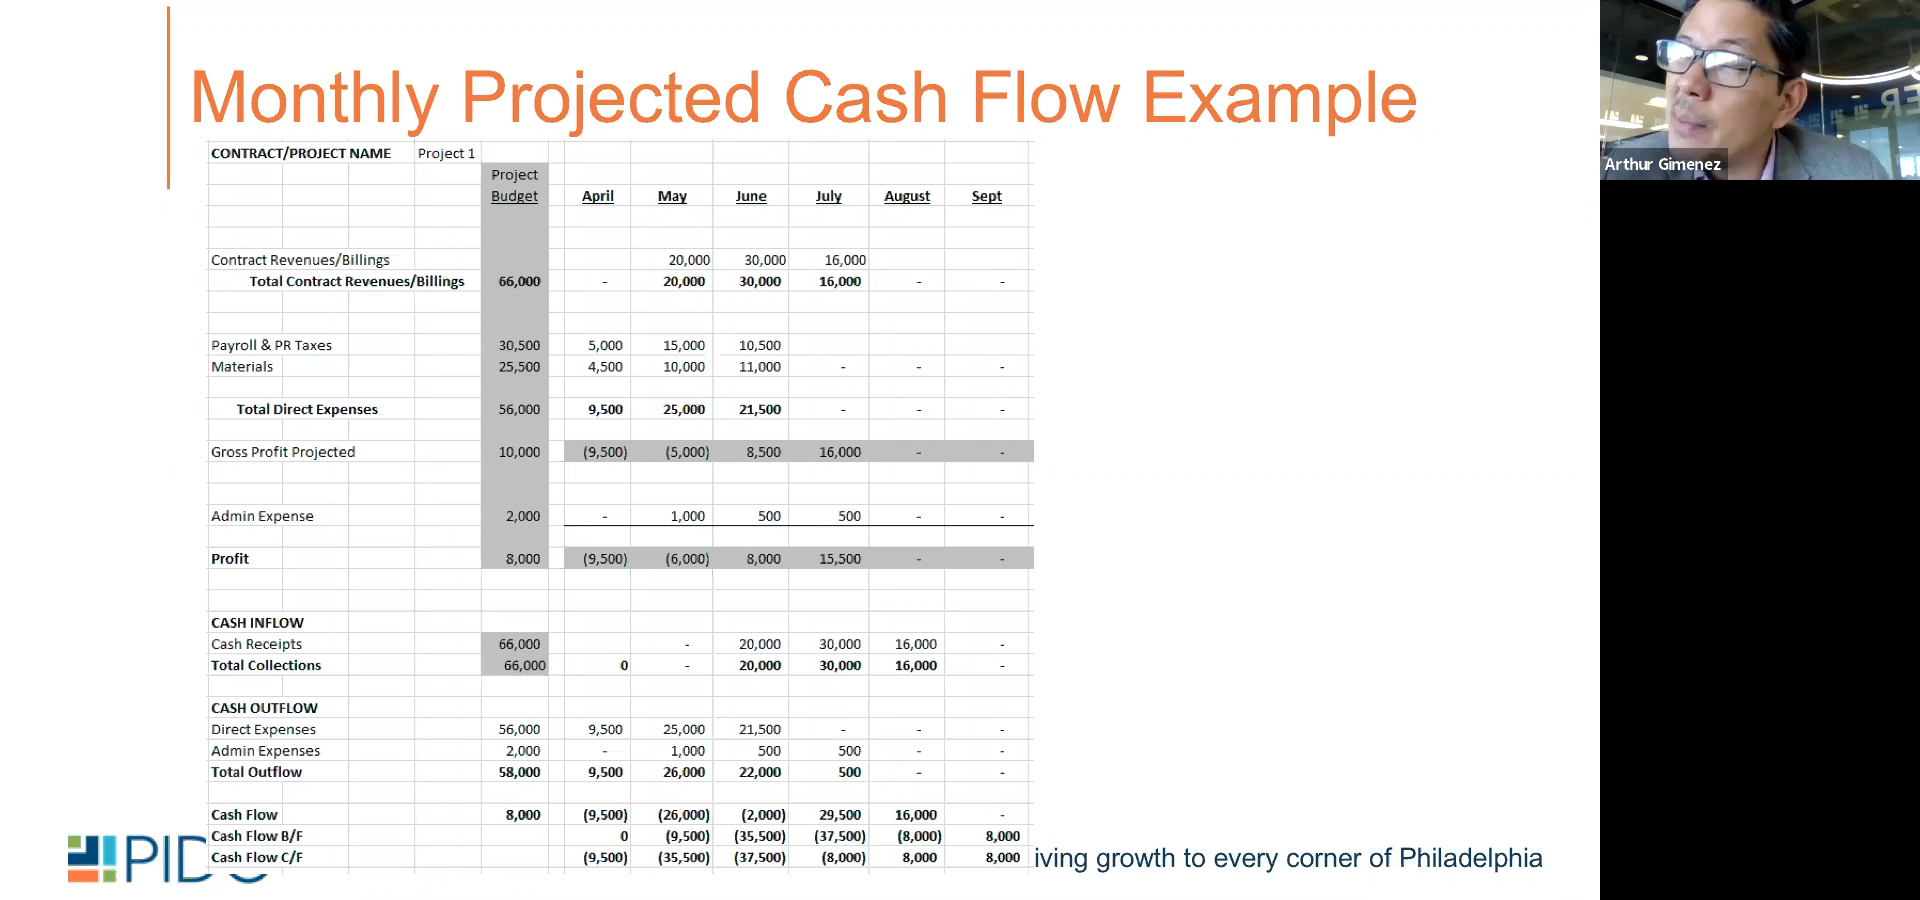 Monthly Projected Cash Flow Example
CONTRACT/PROJECT NAME Project 1
Project
Budget April May June July August Sept
Contract Revenues/Billings 20,000 30,000 16,000
Total Contract Revenues/Billings 66,000 - 20,000 30,000 16,000 - -
Payroll & PR Taxes 30,500 5,000 15,000 10,500
Materials 25,500 4,500 10,000 11,000 - - -
Total Direct Expenses 56,000 9,500 25,000 21,500 - - -
Gross Profit Projected 10,000 (9,500) (5,000) 8,500 16,000 - -
Admin Expense 2,000 - 1,000 500 500 - -
Profit 8,000 (9,500) (6,000) 8,000 15,500 - -
CASH INFLOW
Cash Receipts 66,000 - 20,000 30,000 16,000 -
Total Collections 66,000 0 - 20,000 30,000 16,000 -
CASH OUTFLOW
Direct Expenses 56,000 9,500 25,000 21,500 - - -
Admin Expenses 2,000 - 1,000 500 500 - -
Total Outflow 58,000 9,500 26,000 22,000 500 - -
Cash Flow 8,000 (9,500) (26,000) (2,000) 29,500 16,000 -
Cash Flow B/F 0 (9,500) (35,500) (37,500) (8,000) 8,000
Cash Flow C/F (9,500) (35,500) (37,500) (8,000) 8,000 8,000
PID
iving growth to every corner of Philadelphia
Arthur Gimenez